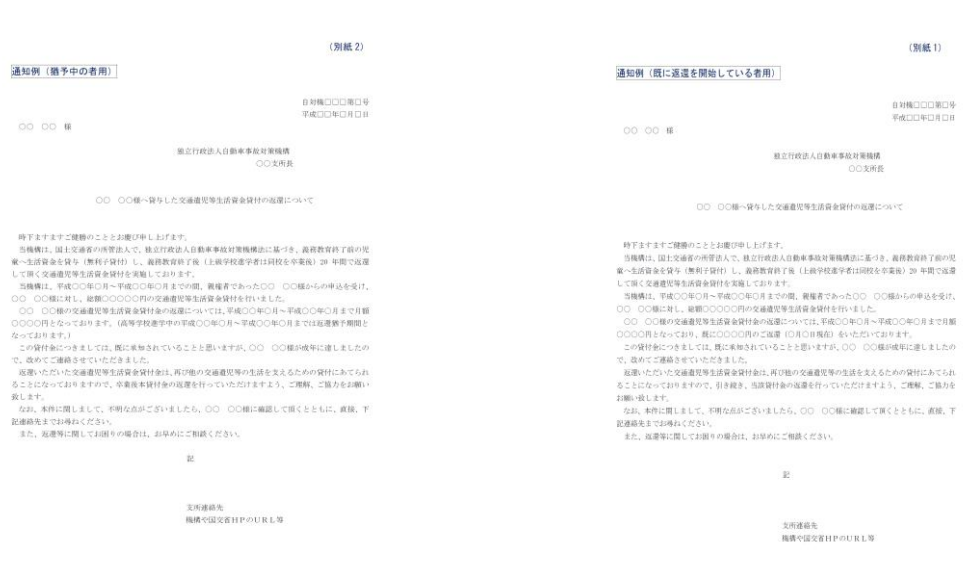 （別紙２）
通知例（猶予中の者用）
自対機□□□第□号
平成□□年□月□日
○○　○○　様
独立行政法人自動車事故対策機構
○○支所長
○○　○○様へ貸与した交通遺児等生活資金貸付の返還について
時下ますますご健勝のこととお慶び申し上げます。
当機構は、国土交通省の所管法人で、独立行政法人自動車事故対策機構法に基づき、義務教育終了前の児
童へ生活資金を貸与（無利子貸付）し、義務教育終了後（上級学校進学者は同校を卒業後）20 年間で返還
して頂く交通遺児等生活資金貸付を実施しております。
当機構は、平成○○年○月～平成○○年○月までの間、親権者であった○○　○○様からの申込を受け、
○○　○○様に対し、総額○○○○○円の交通遺児等生活資金貸付を行いました。
○○　○○様の交通遺児等生活資金貸付金の返還については、平成○○年○月～平成○○年○月まで月額
○○○○円となっております。（高等学校進学中の平成○○年○月～平成○○年○月までは返還猶予期間と
なっております。）
この貸付金につきましては、既に承知されていることと思いますが、○○　○○様が成年に達しましたの
で、改めてご連絡させていただきました。
返還いただいた交通遺児等生活資金貸付金は、再び他の交通遺児等の生活を支えるための貸付にあてられ
ることになっておりますので、卒業後本貸付金の返還を行っていただけますよう、ご理解、ご協力をお願い
致します。
なお、本件に関しまして、不明な点がございましたら、○○　○○様に確認して頂くとともに、直接、下
記連絡先までお尋ねください。
また、返還等に関してお困りの場合は、お早めにご相談ください。
記
支所連絡先
機構や国交省ＨＰのＵＲＬ等
（別紙１）
通知例（既に返還を開始している者用）
自対機□□□第□号
平成□□年□月□日
○○　○○　様
独立行政法人自動車事故対策機構
○○支所長
○○　○○様へ貸与した交通遺児等生活資金貸付の返還について
時下ますますご健勝のこととお慶び申し上げます。
当機構は、国土交通省の所管法人で、独立行政法人自動車事故対策機構法に基づき、義務教育終了前の児
童へ生活資金を貸与（無利子貸付）し、義務教育終了後（上級学校進学者は同校を卒業後）20 年間で返還
して頂く交通遺児等生活資金貸付を実施しております。
当機構は、平成○○年○月～平成○○年○月までの間、親権者であった○○　○○様からの申込を受け、
○○　○○様に対し、総額○○○○○円の交通遺児等生活資金貸付を行いました。
○○　○○様の交通遺児等生活資金貸付金の返還については、平成○○年○月～平成○○年○月まで月額
○○○○円となっており、既に○○○○円のご返還（○月○日現在）をいただいております。
この貸付金につきましては、既に承知されていることと思いますが、○○　○○様が成年に達しましたの
で、改めてご連絡させていただきました。
返還いただいた交通遺児等生活資金貸付金は、再び他の交通遺児等の生活を支えるための貸付にあてられ
ることになっておりますので、引き続き、当該貸付金の返還を行っていただけますよう、ご理解、ご協力を
お願い致します。
なお、本件に関しまして、不明な点がございましたら、○○　○○様に確認して頂くとともに、直接、下
記連絡先までお尋ねください。
また、返還等に関してお困りの場合は、お早めにご相談ください。
記
支所連絡先
機構や国交省ＨＰのＵＲＬ等